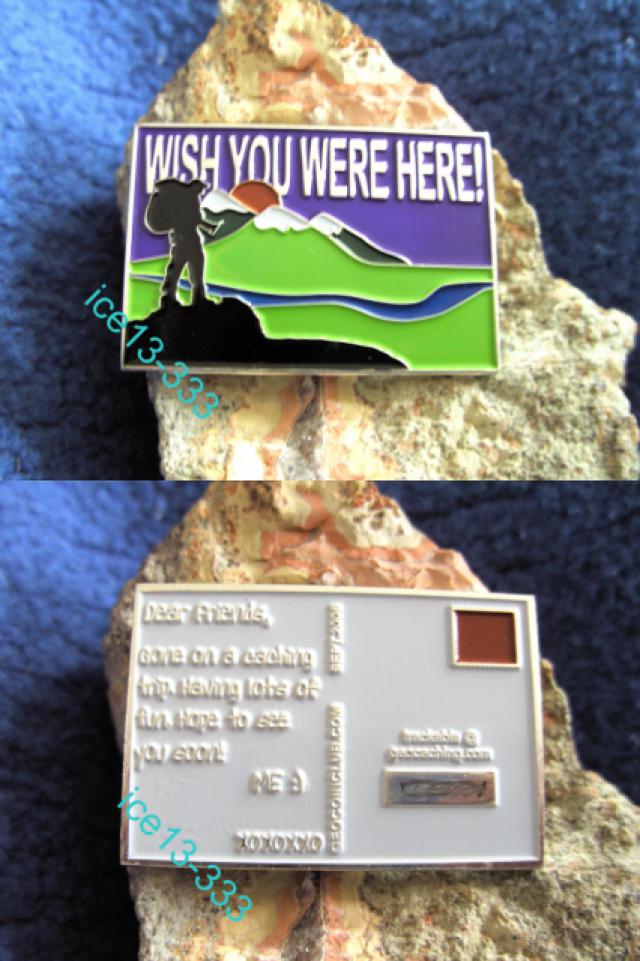 WISH YOU WERE HERE!
ice13-333
Dear Friends,
Gone on a caching
trip. Having lots of
fun. Hope to see
you soon!
ME :)
XOXOXXO
GEOCOINCLUB.COM
trackable @
geocaching.com
ice13-333